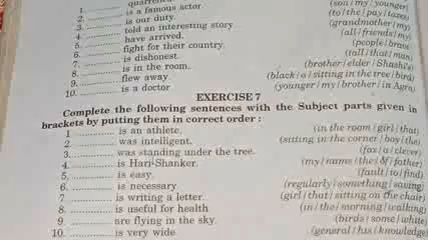 1. ............ quarrelled (son/my/younger)
2. ............ is a famous actor (to/the/pay/taxes)
3. ............ is our duty. (grandmother/my)
4. ............ told an interesting story (all/friends/my)
5. ............ have arrived. (people/brave
6. ............ fight for their country. (tall/that/man)
7. ............ is dishonest. (brother/elder/Shashi's)
8. ............ is in the room. (black/a/sitting in the tree/bird)
9. ............ flew away. (younger/my/brother/in Agra)
10. ............ is a doctor
EXERCISE 7
Complete the following sentences with the Subject parts given in
brackets by putting them in correct order :
1 ............ is an athlete. (in the room/girl/that)
2. ............ was intelligent. (sitting in the corner/boy/the)
3. ............ was standing under the tree. (fox/a/clever)
4. ............ is Hari-Shanker. (my/name/the/of/father)
5. ............ is easy. (fault/to/find)
6. ............ is necessary (regularly/something/saving)
7. ............ is writing a letter. (girl/that/sitting on the chair)
8. ............ is useful for health (in/the/morning/walking)
9. ............ are flying in the sky. (birds/some/white)
10. ............ is very wide (general/his/knowledge